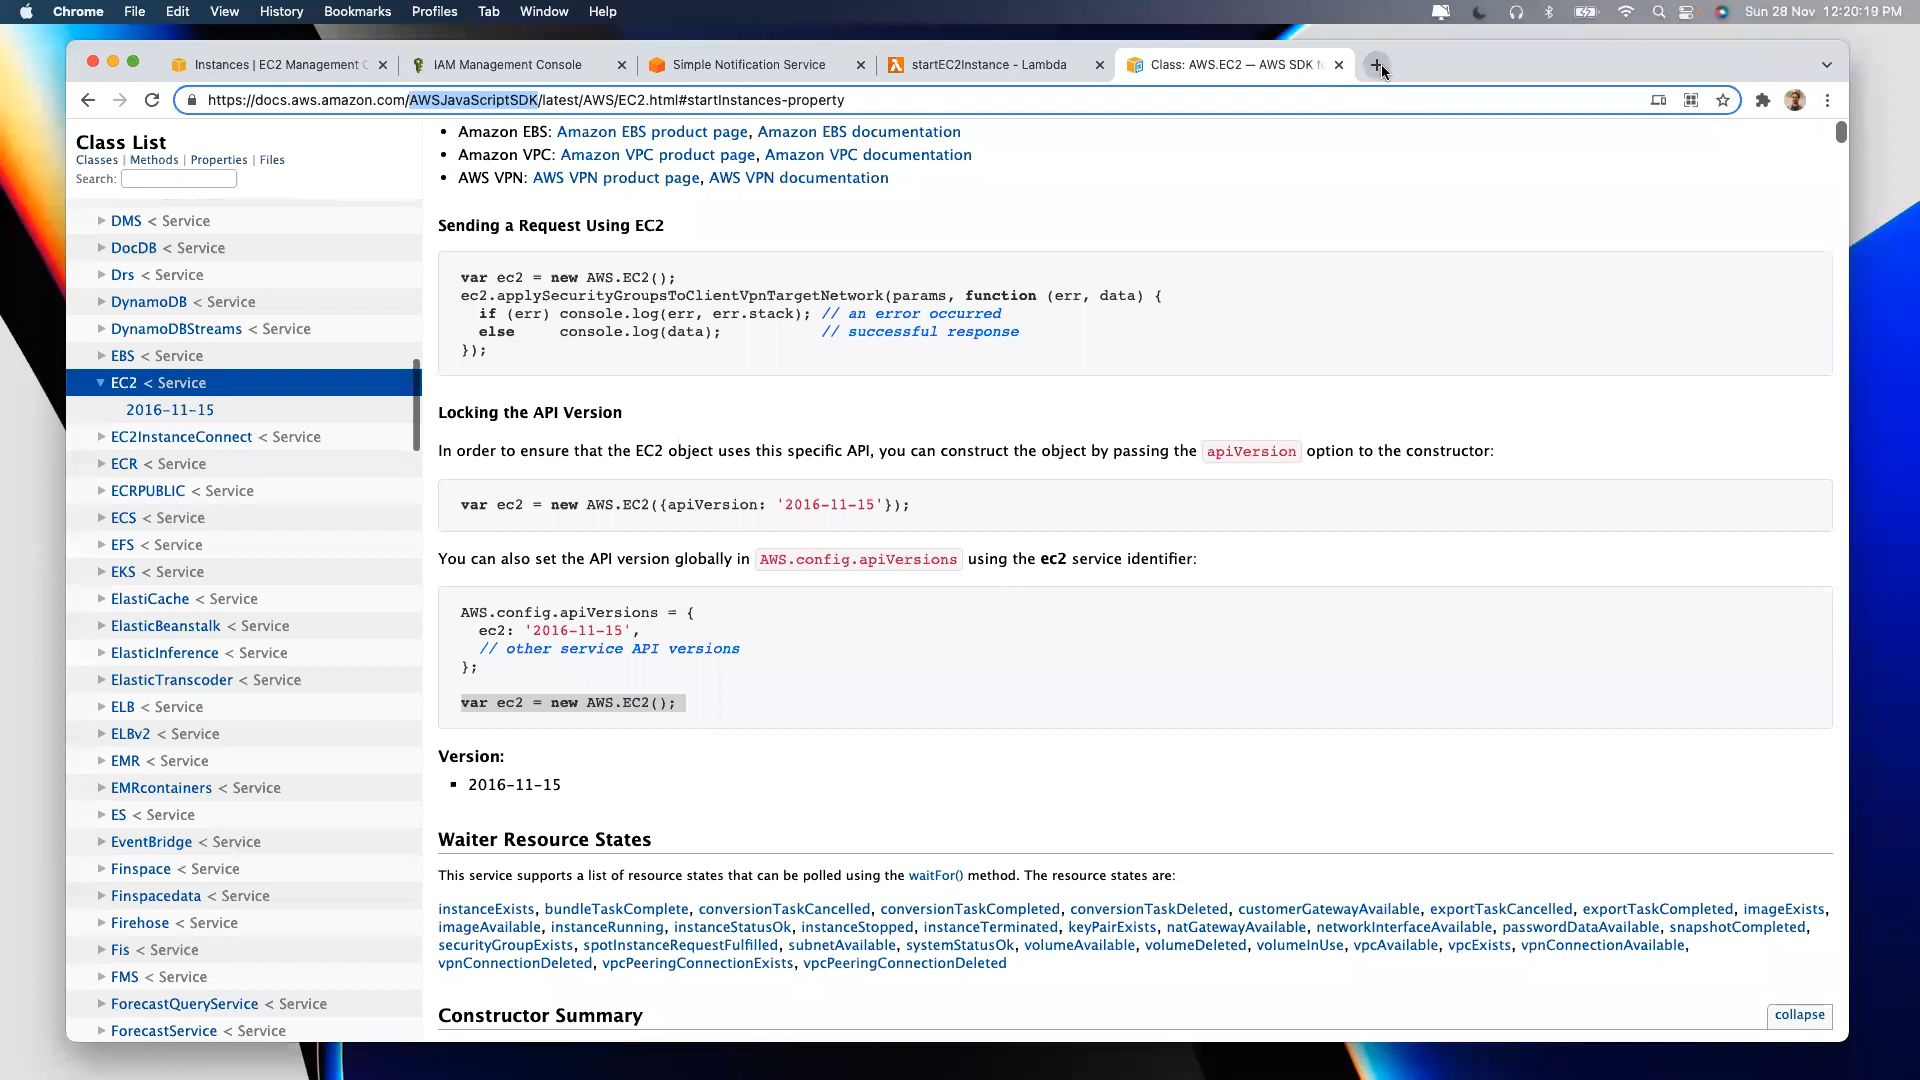 Chrome File Edit View History Bookmarks Profiles Tab Window Help Sun 28 Nov 12:20:19 PM
Instances | EC2 Management C IAM Management Console Simple Notification Service startEC2Instance - Lambda Class: AWS.EC2 — AWS SDK fo
https://docs.aws.amazon.com/AWSJavaScriptSDK/latest/AWS/EC2.html#startInstances-property
Class List
Classes | Methods | Properties | Files
Search:
DMS < Service
DocDB < Service
Drs < Service
DynamoDB < Service
DynamoDBStreams < Service
EBS < Service
EC2 < Service
2016-11-15
EC2InstanceConnect < Service
ECR < Service
ECRPUBLIC < Service
ECS < Service
EFS < Service
EKS < Service
ElastiCache < Service
ElasticBeanstalk < Service
ElasticInference < Service
ElasticTranscoder < Service
ELB < Service
ELBv2 < Service
EMR < Service
EMRcontainers < Service
ES < Service
EventBridge < Service
Finspace < Service
Finspacedata < Service
Firehose < Service
Fis < Service
FMS < Service
ForecastQueryService < Service
ForecastService < Service
Amazon EBS: Amazon EBS product page, Amazon EBS documentation
Amazon VPC: Amazon VPC product page, Amazon VPC documentation
AWS VPN: AWS VPN product page, AWS VPN documentation
Sending a Request Using EC2
var ec2 = new AWS.EC2();
ec2.applySecurityGroupsToClientVpnTargetNetwork(params, function (err, data) {
if (err) console.log(err, err.stack); // an error occurred
else console.log(data); // successful response
});
Locking the API Version
In order to ensure that the EC2 object uses this specific API, you can construct the object by passing the apiVersion option to the constructor:
var ec2 = new AWS.EC2({apiVersion: '2016-11-15'});
You can also set the API version globally in AWS.config.apiVersions using the ec2 service identifier:
AWS.config.apiVersions = {
ec2: '2016-11-15',
// other service API versions
};
var ec2 = new AWS.EC2();
Version:
2016-11-15
Waiter Resource States
This service supports a list of resource states that can be polled using the waitFor() method. The resource states are:
instanceExists, bundleTaskComplete, conversionTaskCancelled, conversionTaskCompleted, conversionTaskDeleted, customerGatewayAvailable, exportTaskCancelled, exportTaskCompleted, imageExists,
imageAvailable, instanceRunning, instanceStatusOk, instanceStopped, instanceTerminated, keyPairExists, natGatewayAvailable, networkInterfaceAvailable, passwordDataAvailable, snapshotCompleted,
securityGroupExists, spotInstanceRequestFulfilled, subnetAvailable, systemStatusOk, volumeAvailable, volumeDeleted, volumeInUse, vpcAvailable, vpcExists, vpnConnectionAvailable,
vpnConnectionDeleted, vpcPeeringConnectionExists, vpcPeeringConnectionDeleted
Constructor Summary
collapse